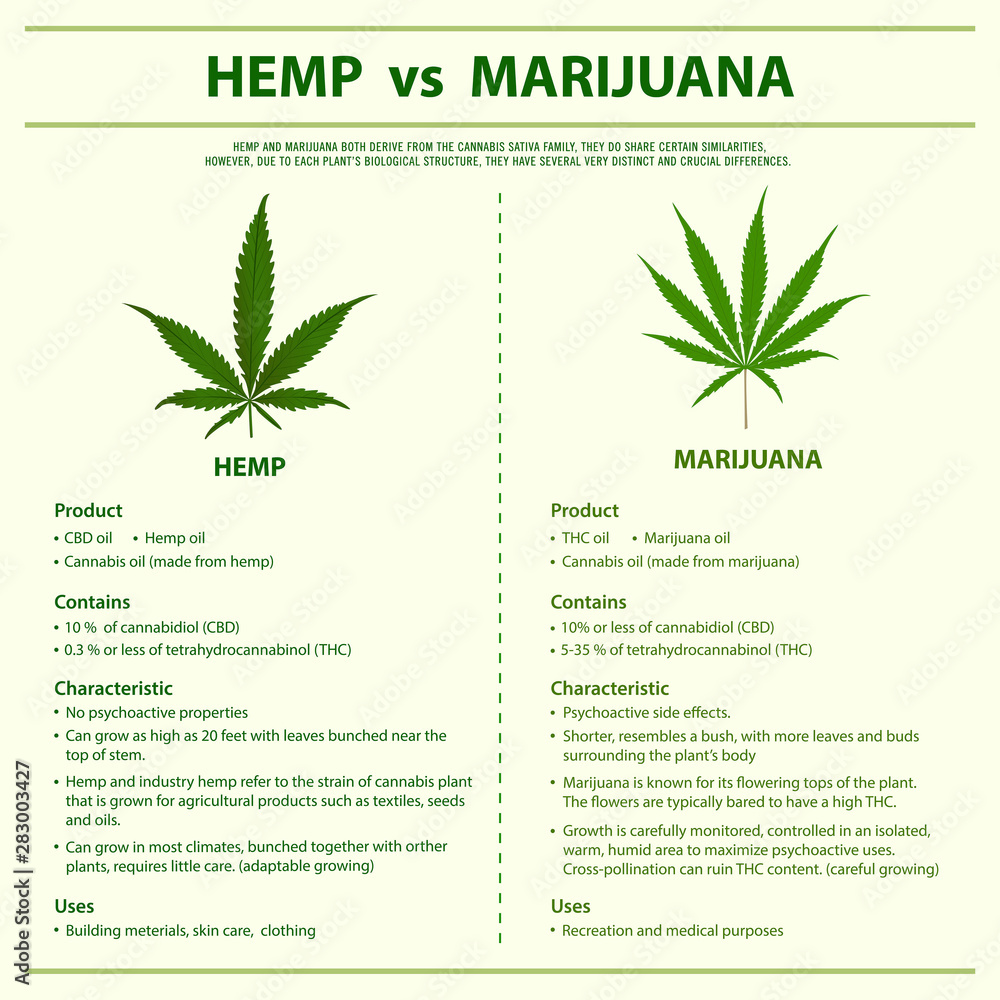 HEMP vs MARIJUANA
HEMP AND MARIJUANA BOTH DERIVE FROM THE CANNABIS SATIVA FAMILY, THEY DO SHARE CERTAIN SIMILARITIES,
HOWEVER, DUE TO EACH PLANT'S BIOLOGICAL STRUCTURE, THEY HAVE SEVERAL VERY DISTINCT AND CRUCIAL DIFFERENCES.
HEMP
Product
• CBD oil • Hemp oil
• Cannabis oil (made from hemp)
Contains
• 10 % of cannabidiol (CBD)
• 0.3 % or less of tetrahydrocannabinol (THC)
Characteristic
• No psychoactive properties
• Can grow as high as 20 feet with leaves bunched near the
top of stem.
• Hemp and industry hemp refer to the strain of cannabis plant
that is grown for agricultural products such as textiles, seeds
and oils.
• Can grow in most climates, bunched together with orther
plants, requires little care. (adaptable growing)
Uses
• Building meterials, skin care, clothing
MARIJUANA
Product
• THC oil • Marijuana oil
• Cannabis oil (made from marijuana)
Contains
• 10% or less of cannabidiol (CBD)
• 5-35 % of tetrahydrocannabinol (THC)
Characteristic
• Psychoactive side effects.
• Shorter, resembles a bush, with more leaves and buds
surrounding the plant's body
• Marijuana is known for its flowering tops of the plant.
The flowers are typically bared to have a high THC.
• Growth is carefully monitored, controlled in an isolated,
warm, humid area to maximize psychoactive uses.
Cross-pollination can ruin THC content. (careful growing)
Uses
• Recreation and medical purposes
Adobe Stock | #283003427